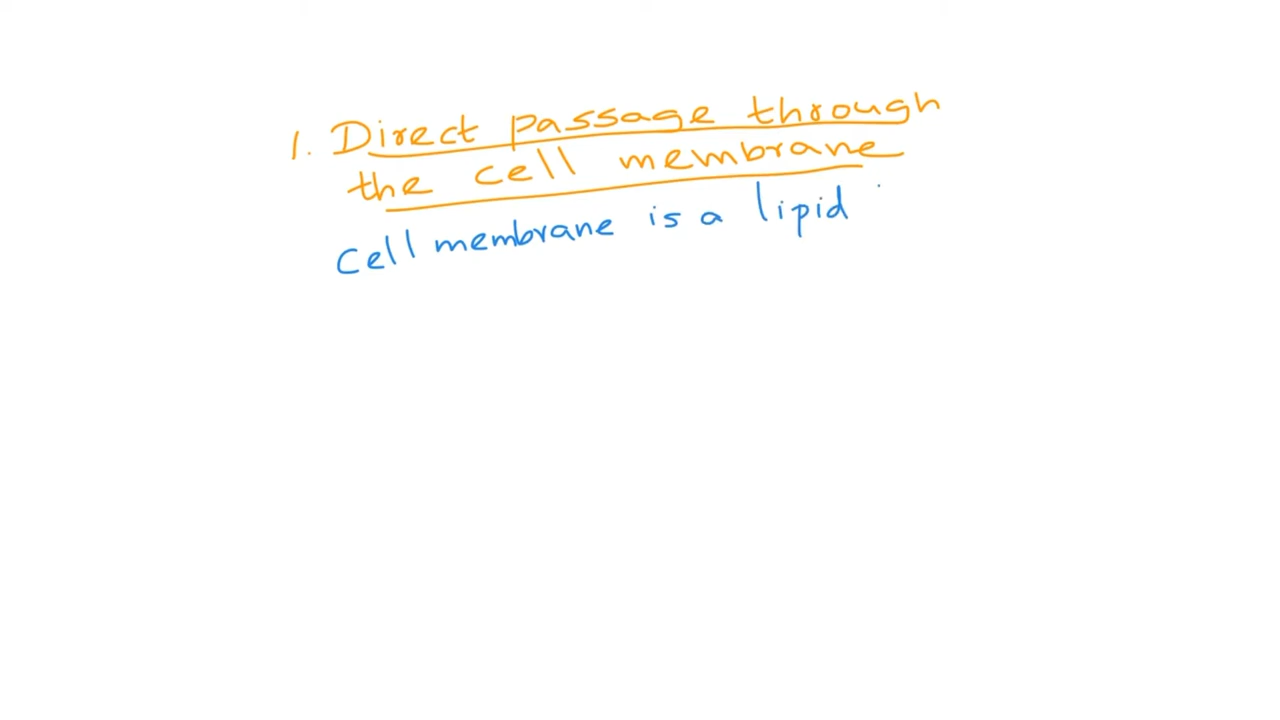 1. Direct passage through
the cell membrane
Cell membrane is a lipid